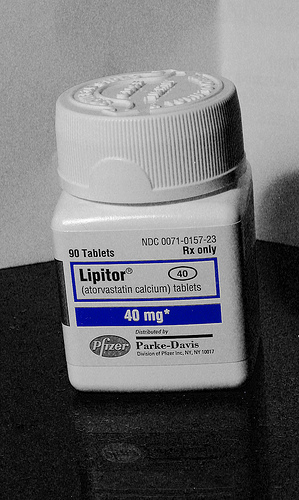 NDC 0071-0157-23
90 Tablets Rx only
Lipitor® 40
(atorvastatin calcium) tablets
40 mg*
Distributed by
Pfizer Parke-Davis
Division of Pfizer Inc, NY, NY 10017